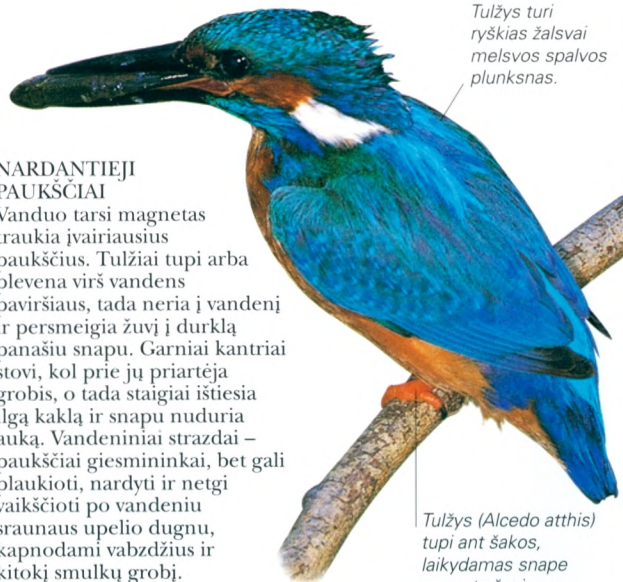 Tulžys turi
ryškias žalsvai
melsvos spalvos
plunksnas.
NARDANTIEJI
PAUKŠČIAI
Vanduo tarsi magnetas
traukia įvairiausius
paukščius. Tulžiai tupi arba
plevena virš vandens
paviršiaus, tada neria į vandenį
ir persmeigia žuvį į durklą
panašiu snapu. Garniai kantriai
stovi, kol prie jų priartėja
grobis, o tada staigiai ištiesia
ilgą kaklą ir snapu nuduria
auką. Vandeniniai strazdai –
paukščiai giesmininkai, bet gali
plaukioti, nardyti ir netgi
vaikščioti po vandeniu
sraunaus upelio dugnu,
kapnodami vabzdžius ir
kitokį smulkų grobį.
Tulžys (Alcedo atthis)
tupi ant šakos,
laikydamas snape